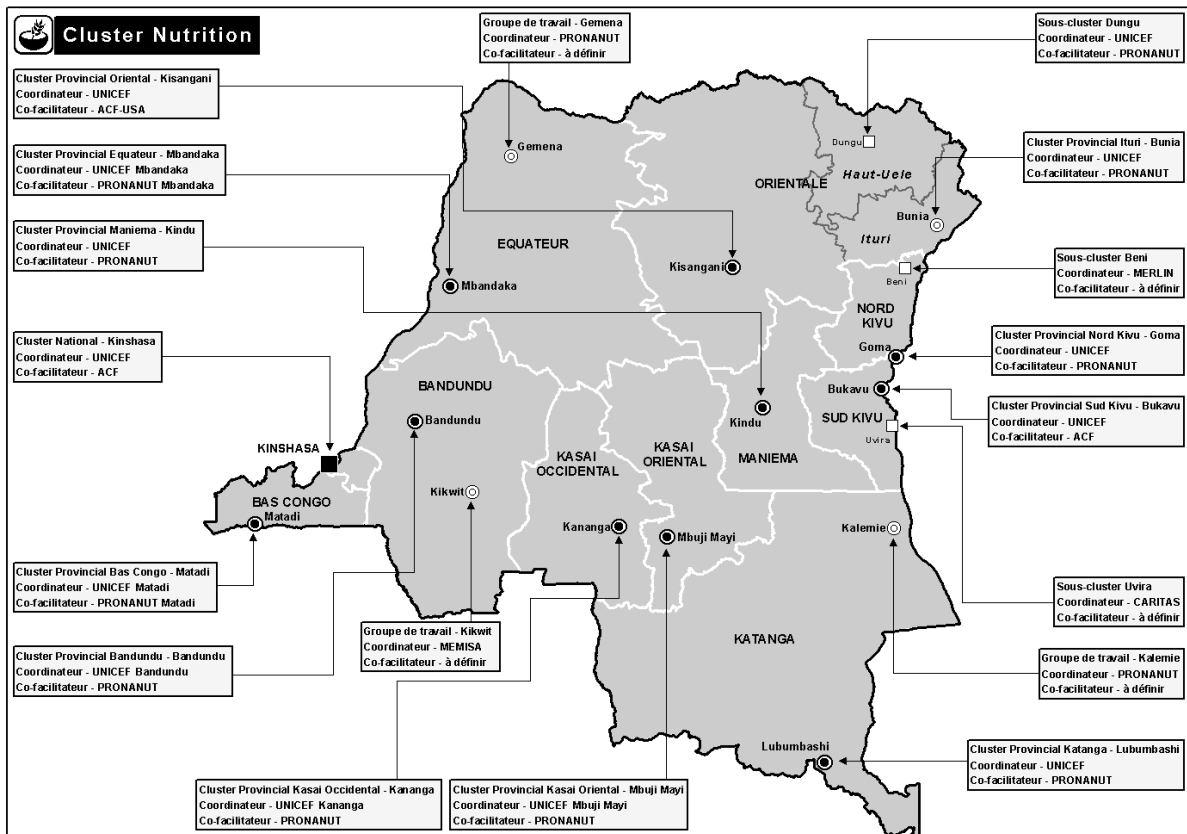 Cluster Nutrition
Groupe de travail - Gemena
Coordinateur - PRONANUT
Co-facilitateur - à définir
Sous-cluster Dungu
Coordinateur - UNICEF
Co-facilitateur - PRONANUT
Cluster Provincial Oriental - Kisangani
Coordinateur - UNICEF
Co-facilitateur - ACF-USA
Cluster Provincial Equateur - Mbandaka
Coordinateur - UNICEF Mbandaka
Co-facilitateur - PRONANUT Mbandaka
Cluster Provincial Maniema - Kindu
Coordinateur - UNICEF
Co-facilitateur - PRONANUT
Cluster National - Kinshasa
Coordinateur - UNICEF
Co-facilitateur - ACF
Cluster Provincial Ituri - Bunia
Coordinateur - UNICEF
Co-facilitateur - PRONANUT
Sous-cluster Beni
Coordinateur - MERLIN
Co-facilitateur - à définir
Cluster Provincial Nord Kivu - Goma
Coordinateur - UNICEF
Co-facilitateur - PRONANUT
Cluster Provincial Sud Kivu - Bukavu
Coordinateur - UNICEF
Co-facilitateur - ACF
Gemena
Dungu
Haut-Uele
ORIENTALE
Bunia
Ituri
EQUATEUR
Kisangani
Beni
Mbandaka
NORD
KIVU
Goma
BANDUNDU
Bukavu
Bandundu
Kindu
SUD KIVU
Uvira
KINSHASA
KASAI
OCCIDENTAL
KASAI
ORIENTAL
MANIEMA
Kikwit
BAS CONGO
Matadi
Kananga
Mbuji Mayi
Kalemie
KATANGA
Lubumbashi
Cluster Provincial Bas Congo - Matadi
Coordinateur - UNICEF Matadi
Co-facilitateur - PRONANUT Matadi
Sous-cluster Uvira
Coordinateur - CARITAS
Co-facilitateur - à définir
Groupe de travail - Kikwit
Coordinateur - MEMISA
Co-facilitateur - à définir
Cluster Provincial Bandundu - Bandundu
Coordinateur - UNICEF Bandundu
Co-facilitateur - PRONANUT
Groupe de travail - Kalemie
Coordinateur - PRONANUT
Co-facilitateur - à définir
Cluster Provincial Katanga - Lubumbashi
Coordinateur - UNICEF
Co-facilitateur - PRONANUT
Cluster Provincial Kasai Occidental - Kananga
Coordinateur - UNICEF Kananga
Co-facilitateur - PRONANUT
Cluster Provincial Kasai Oriental - Mbuji Mayi
Coordinateur - UNICEF Mbuji Mayi
Co-facilitateur - PRONANUT